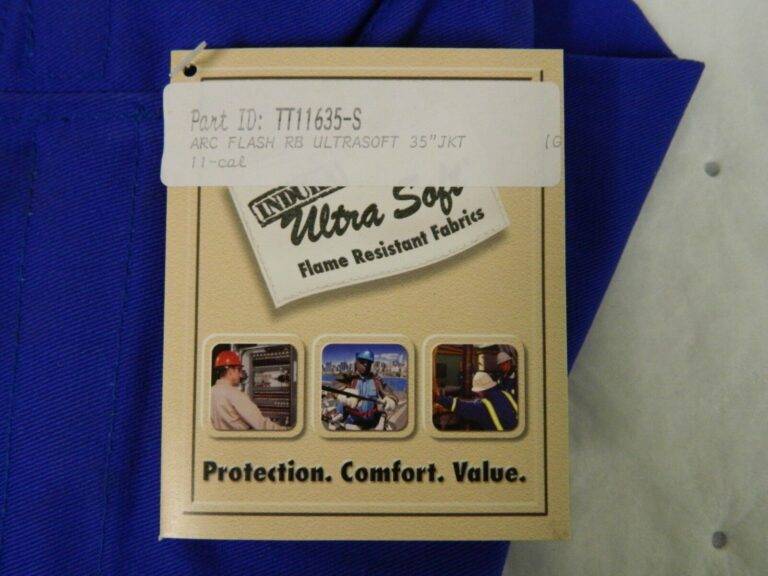 Part ID: TT11635-S
ARC FLASH RB ULTRASOFT 35"JKT (G
11-cal
INDURA
Ultra Soft
Flame Resistant Fabrics
Protection. Comfort. Value.